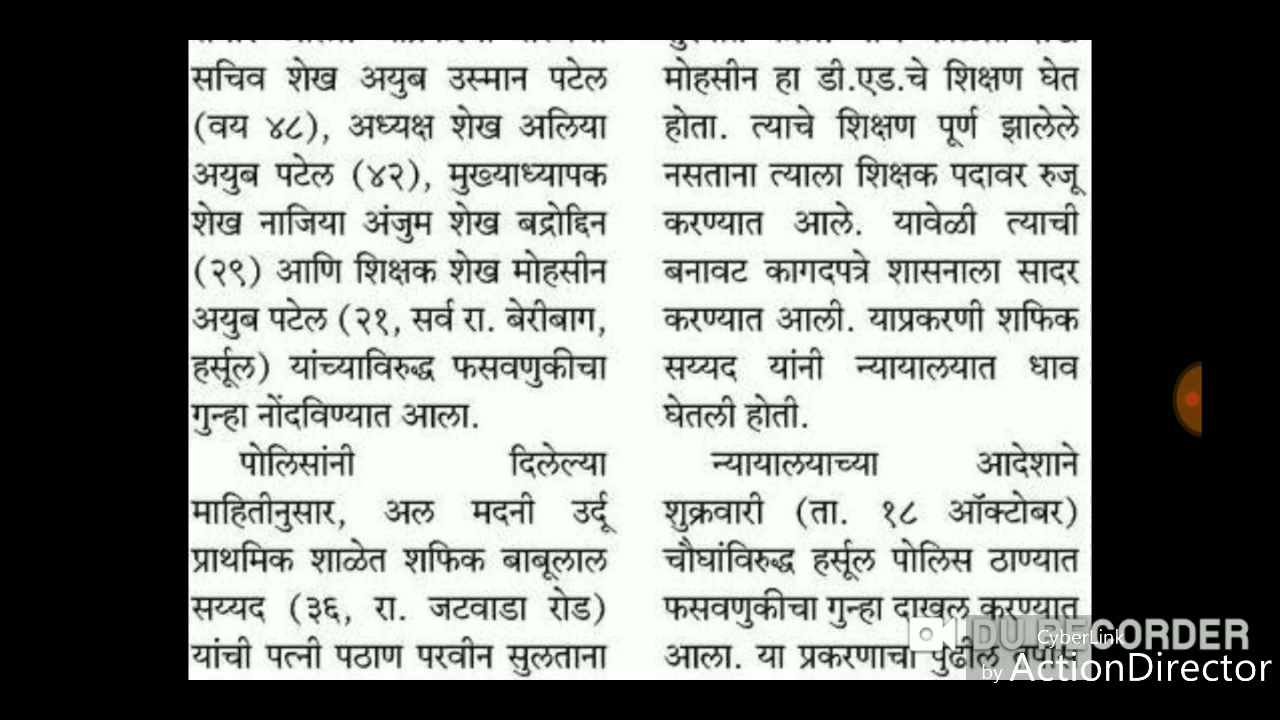 सचिव शेख अयुब उस्मान पटेल
(वय ४८), अध्यक्ष शेख अलिया
अयुब पटेल (४२), मुख्याध्यापक
शेख नाजिया अंजुम शेख बद्रोद्दिन
(२९) आणि शिक्षक शेख मोहसीन
अयुब पटेल (२१, सर्व रा. बेरीबाग,
हर्सूल) यांच्याविरुद्ध फसवणुकीचा
गुन्हा नोंदविण्यात आला.
पोलिसांनी दिलेल्या
माहितीनुसार, अल मदनी उर्दू
प्राथमिक शाळेत शफिक बाबूलाल
सय्यद (३६, रा. जटवाडा रोड)
यांची पत्नी पठाण परवीन सुलताना
मोहसीन हा डी.एड.चे शिक्षण घेत
होता. त्याचे शिक्षण पूर्ण झालेले
नसताना त्याला शिक्षक पदावर रुजू
करण्यात आले. यावेळी त्याची
बनावट कागदपत्रे शासनाला सादर
करण्यात आली. याप्रकरणी शफिक
सय्यद यांनी न्यायालयात धाव
घेतली होती.
न्यायालयाच्या आदेशाने
शुक्रवारी (ता. १८ ऑक्टोबर)
चौघांविरुद्ध हर्सूल पोलिस ठाण्यात
फसवणुकीचा गुन्हा दाखल करण्यात
आला. या प्रकरणाचा पुढील
DU RECORDER
CyberLink
by ActionDirector